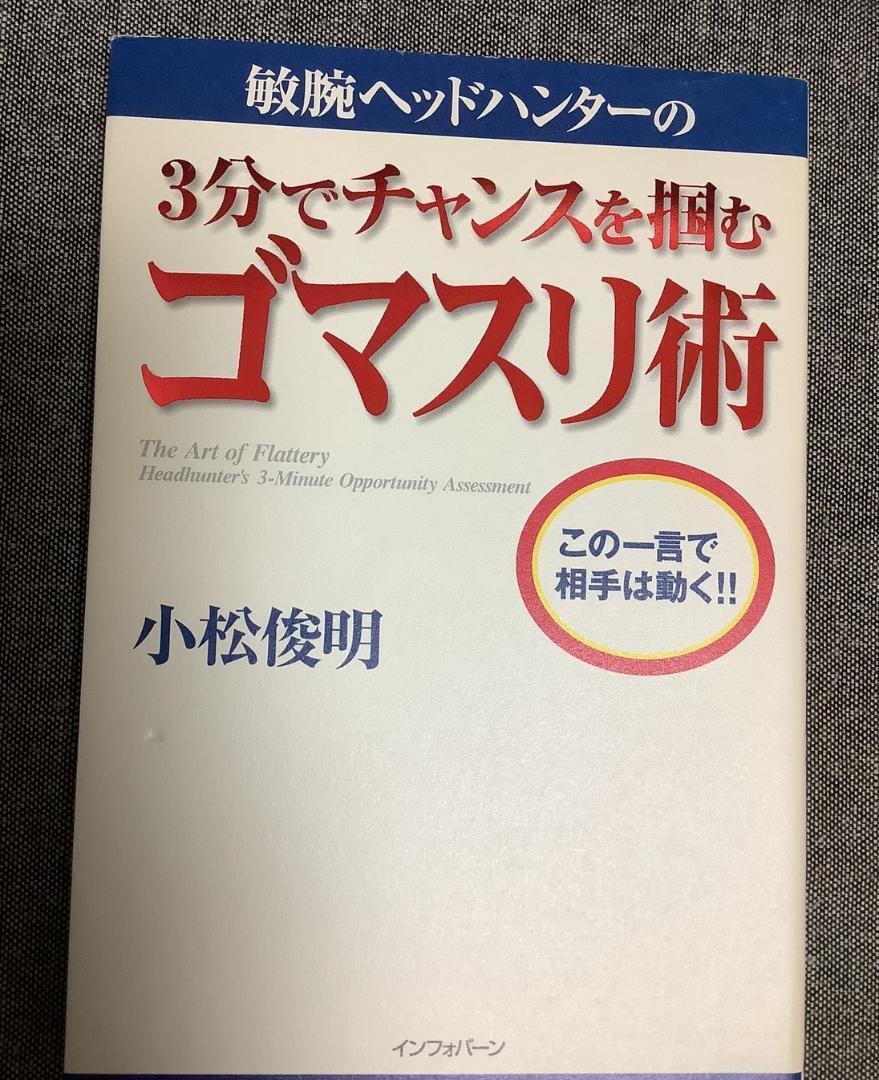 敏腕ヘッドハンターの
3分でチャンスを掴む
ゴマスリ術
The Art of Flattery
Headhunter's 3-Minute Opportunity Assessment
この一言で
相手は動く!!
小松俊明
インフォバーン